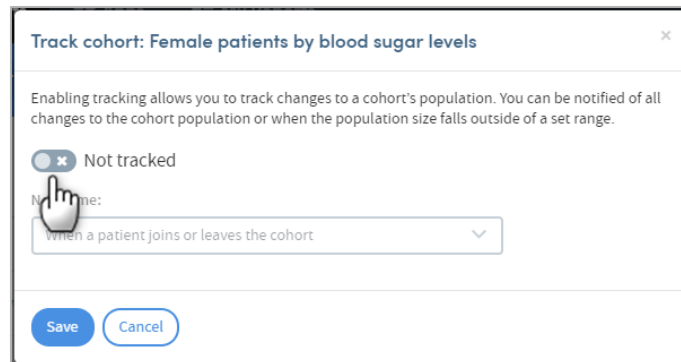 Track cohort: Female patients by blood sugar levels
Enabling tracking allows you to track changes to a cohort's population. You can be notified of all
changes to the cohort population or when the population size falls outside of a set range.
Not tracked
me:
When a patient joins or leaves the cohort
Save Cancel